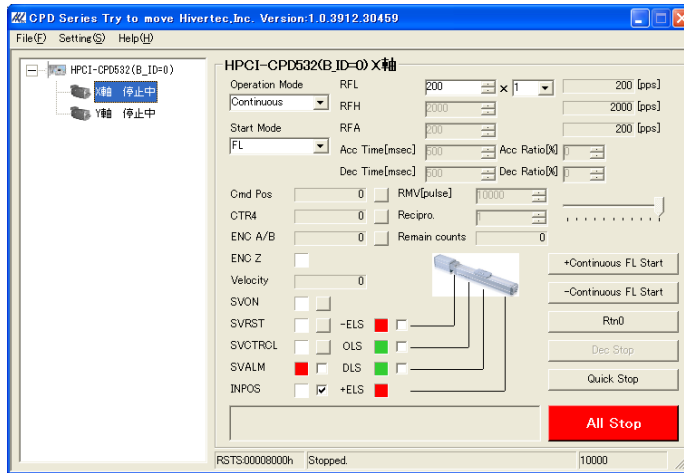 CPD Series Try to move Hivertec,Inc. Version:1.0.3912.30459
File(F) Setting(S) Help(H)
HPCI-CPD532(B_ID=0)
X軸 停止中
Y軸 停止中
HPCI-CPD532(B_ID=0) X軸
Operation Mode RFL 200 × 1 200 [pps]
Continuous RFH 2000 2000 [pps]
Start Mode RFA 200 200 [pps]
FL Acc Time[msec] 500 Acc Ratio[%] 0
Dec Time[msec] 500 Dec Ratio[%] 0
Cmd Pos 0 RMV[pulse] 10000
CTR4 0 Recipro. 1
ENC A/B 0 Remain counts 0
ENC Z
Velocity 0
SVON
SVRST -ELS
SVCTRCL OLS
SVALM DLS
INPOS +ELS
+Continuous FL Start
-Continuous FL Start
Rtn0
Dec Stop
Quick Stop
All Stop
RSTS:00008000h Stopped. 10000